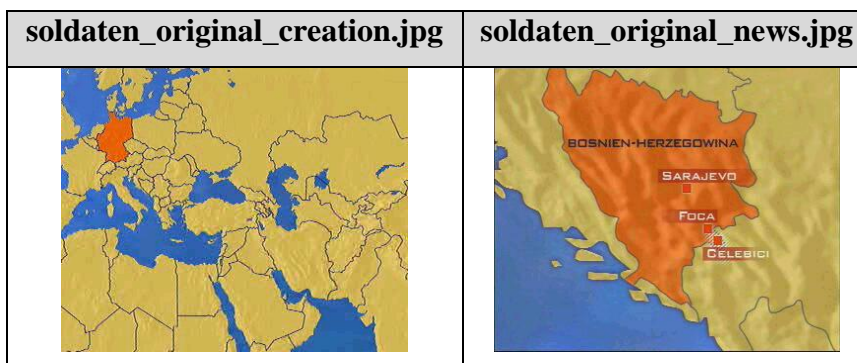 soldaten_original_creation.jpg
soldaten_original_news.jpg
BOSNIEN-HERZEGOWINA
SARAJEVO
FOCA
CELEBICI